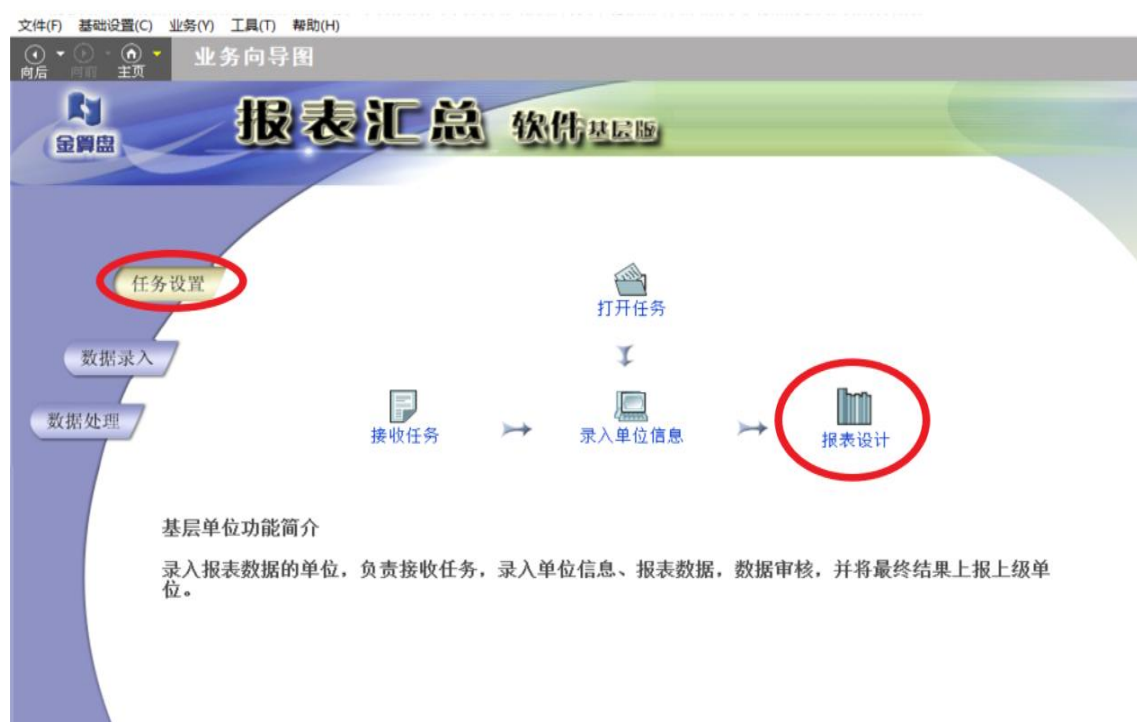 文件(F) 基础设置(C) 业务(Y) 工具(T) 帮助(H)
向后 向前 主页 业务向导图
金算盘
报表汇总 软件基层版
任务设置
打开任务
数据录入
数据处理
接收任务
录入单位信息
报表设计
基层单位功能简介
录入报表数据的单位，负责接收任务，录入单位信息、报表数据，数据审核，并将最终结果上报上级单
位。